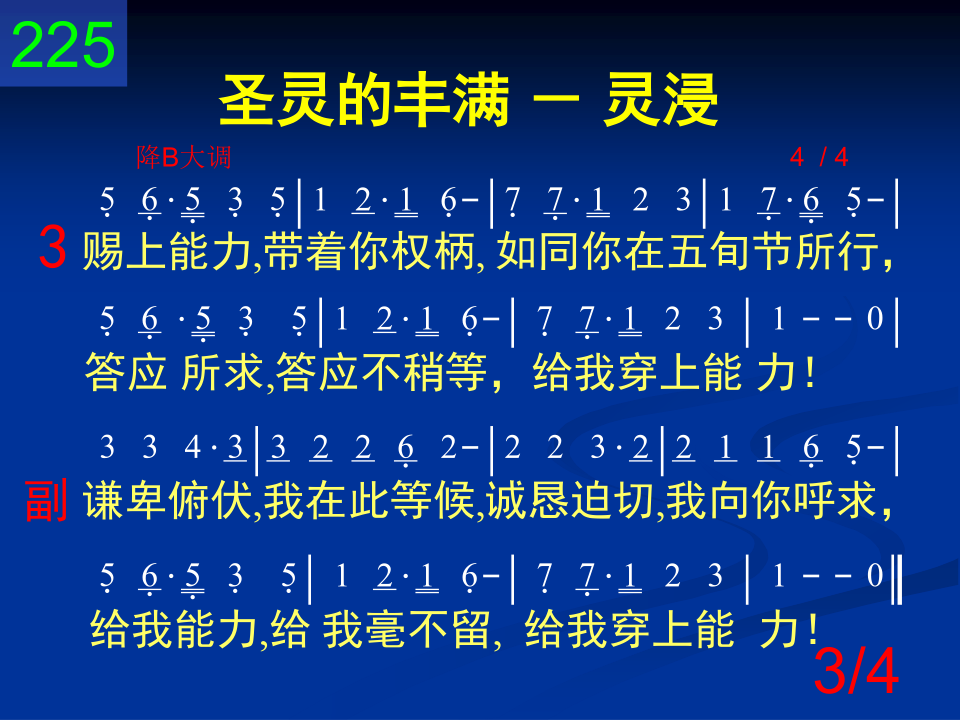 225
圣灵的丰满 － 灵浸
降B大调 4 / 4
5 6·5 3 5|1 2·1 6-|7 7·1 2 3|1 7·6 5-|
3 赐上能力,带着你权柄, 如同你在五旬节所行，
5 6 ·5 3 5|1 2·1 6-| 7 7·1 2 3 | 1 - - 0|
答应 所求,答应不稍等，给我穿上能 力！
3 3 4·3|3 2 2 6 2-|2 2 3·2|2 1 1 6 5-|
副 谦卑俯伏,我在此等候,诚恳迫切,我向你呼求，
5 6·5 3 5| 1 2·1 6-| 7 7·1 2 3 | 1 - - 0‖
给我能力,给 我毫不留, 给我穿上能 力！
3/4